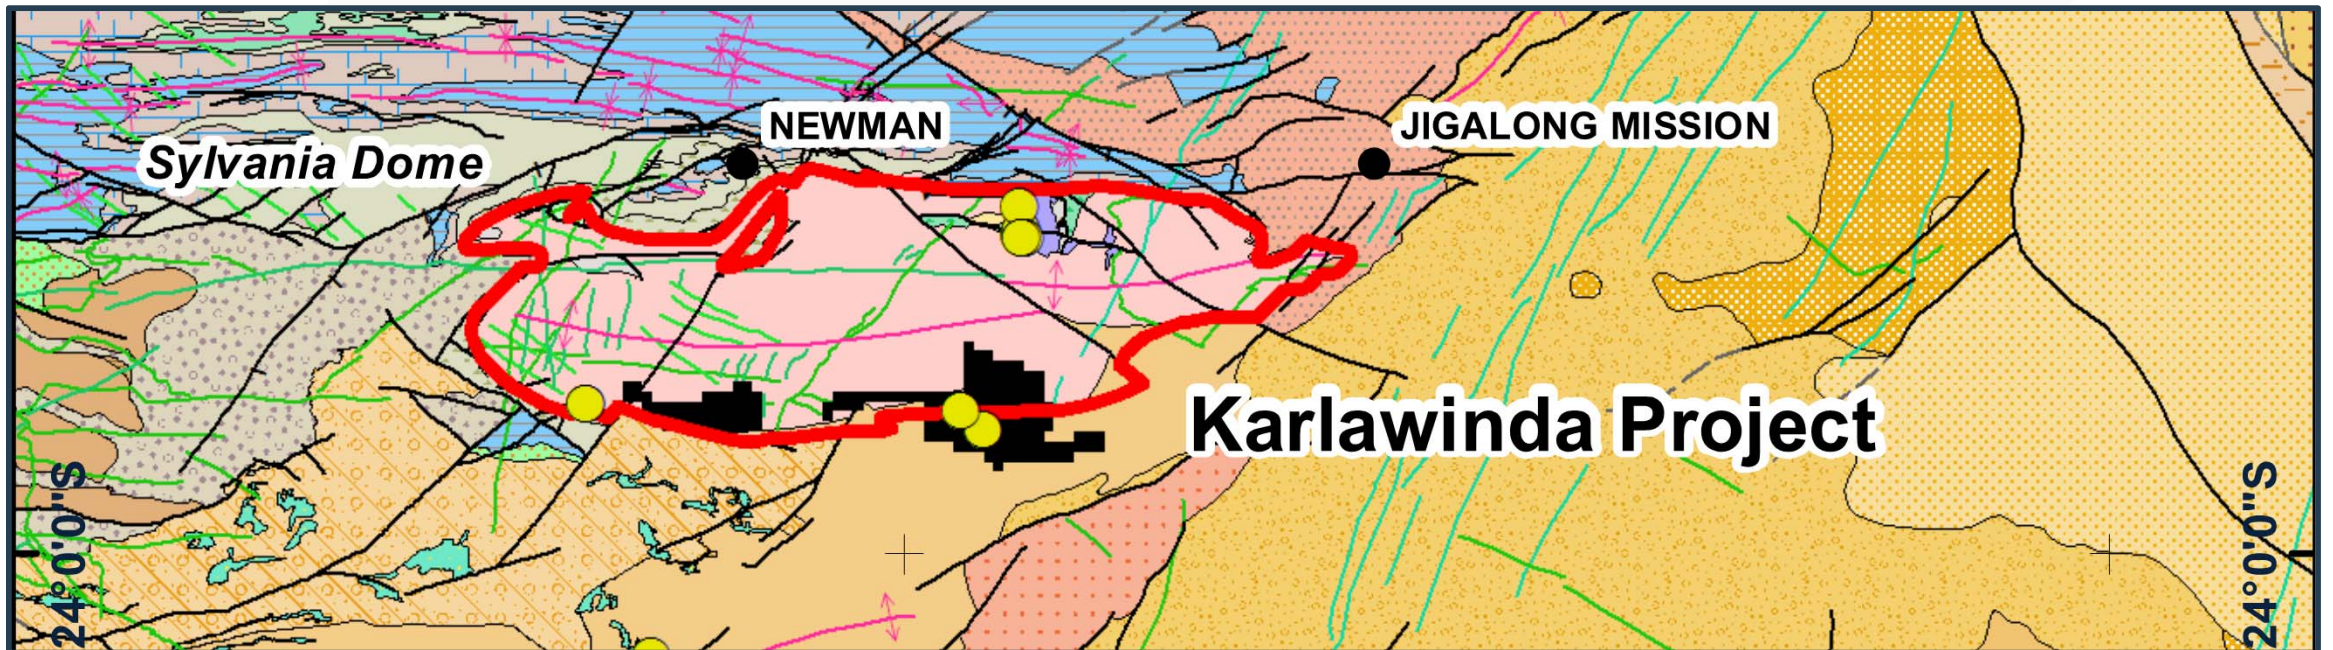 NEWMAN
JIGALONG MISSION
Sylvania Dome
Karlawinda Project
24°0'0"S
24°0'0"S